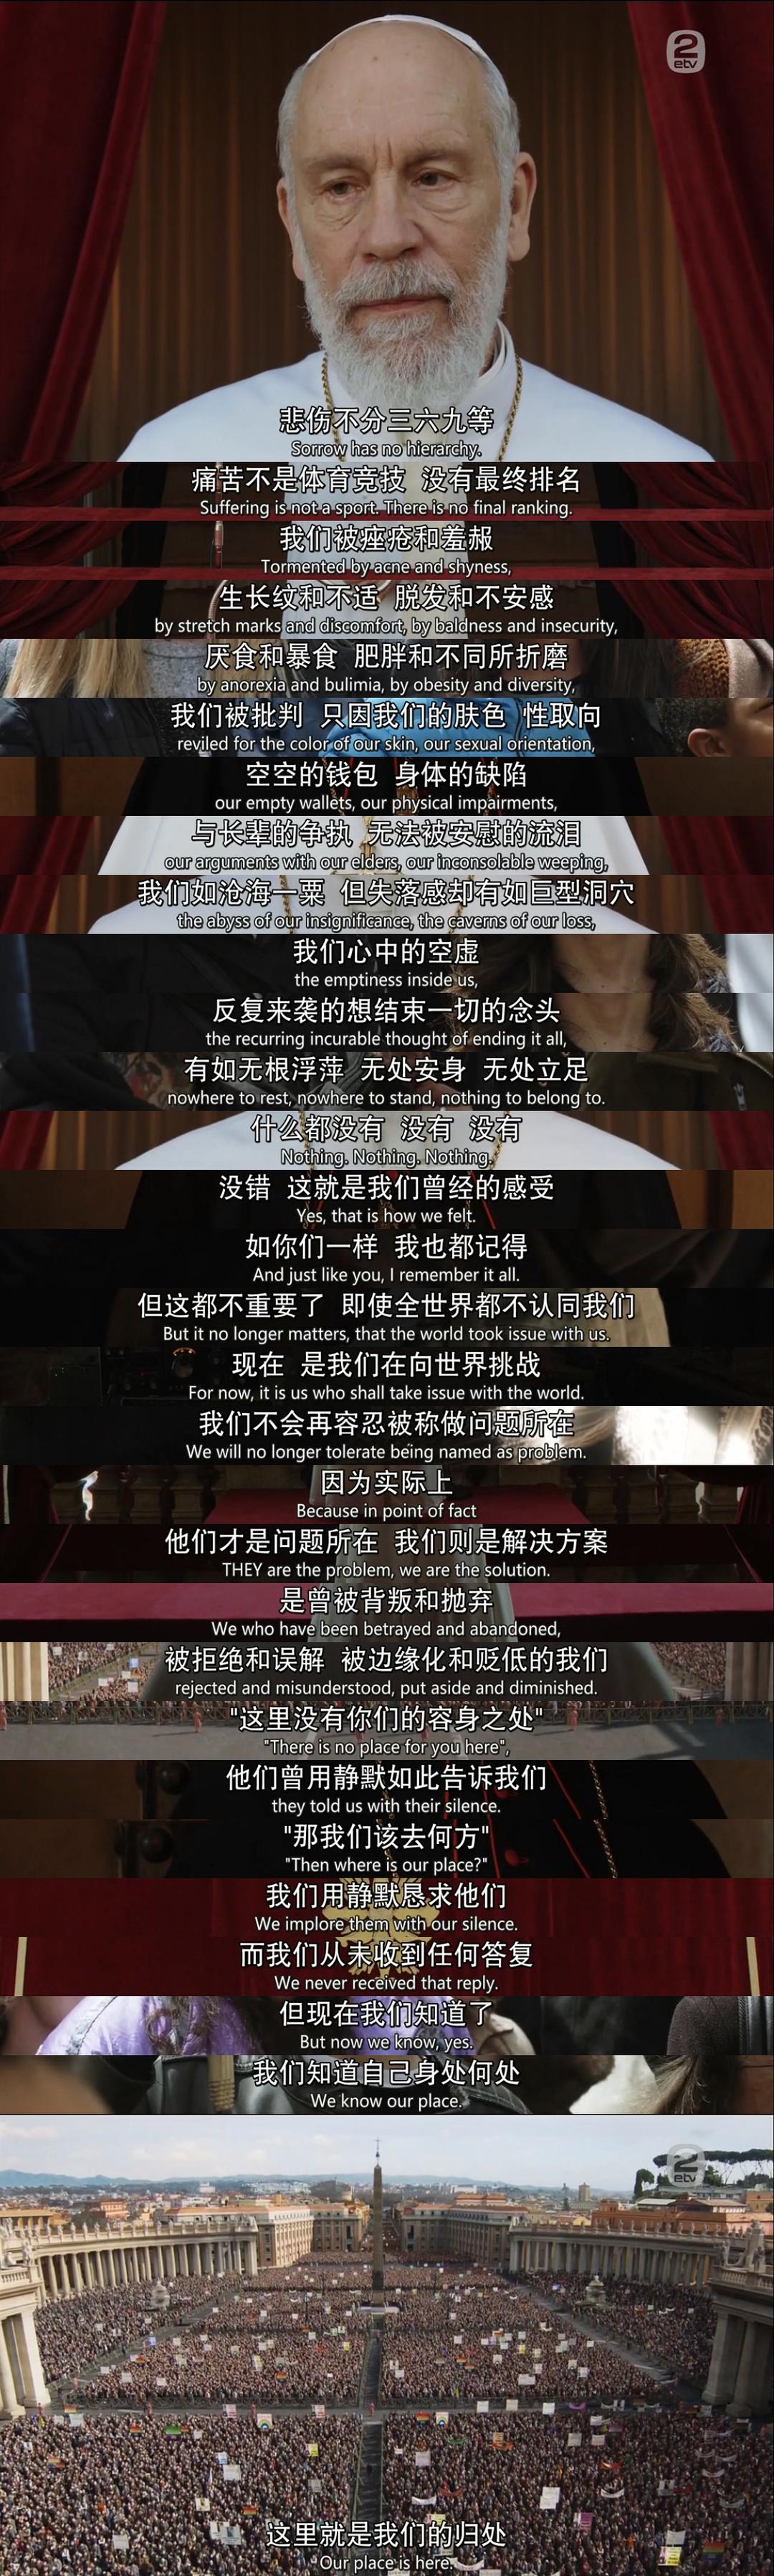 2
etv
悲伤不分三六九等
Sorrow has no hierarchy.
痛苦不是体育竞技 没有最终排名
Suffering is not a sport. There is no final ranking.
我们被痤疮和羞赧
Tormented by acne and shyness,
生长纹和不适 脱发和不安感
by stretch marks and discomfort, by baldness and insecurity,
厌食和暴食 肥胖和不同所折磨
by anorexia and bulimia, by obesity and diversity,
我们被批判 只因我们的肤色 性取向
reviled for the color of our skin, our sexual orientation,
空空的钱包 身体的缺陷
our empty wallets, our physical impairments,
与长辈的争执 无法被安慰的流泪
our arguments with our elders, our inconsolable weeping,
我们如沧海一粟 但失落感却有如巨型洞穴
the abyss of our insignificance, the caverns of our loss,
我们心中的空虚
the emptiness inside us,
反复来袭的想结束一切的念头
the recurring incurable thought of ending it all,
有如无根浮萍 无处安身 无处立足
nowhere to rest, nowhere to stand, nothing to belong to.
什么都没有 没有 没有
Nothing. Nothing. Nothing.
没错 这就是我们曾经的感受
Yes, that is how we felt.
如你们一样 我也都记得
And just like you, I remember it all.
但这都不重要了 即使全世界都不认同我们
But it no longer matters, that the world took issue with us.
现在 是我们在向世界挑战
For now, it is us who shall take issue with the world.
我们不会再容忍被称做问题所在
We will no longer tolerate being named as problem.
因为实际上
Because in point of fact
他们才是问题所在 我们则是解决方案
THEY are the problem, we are the solution.
是曾被背叛和抛弃
We who have been betrayed and abandoned,
被拒绝和误解 被边缘化和贬低的我们
rejected and misunderstood, put aside and diminished.
"这里没有你们的容身之处"
"There is no place for you here",
他们曾用静默如此告诉我们
they told us with their silence.
"那我们该去何方"
"Then where is our place?"
我们用静默恳求他们
We implore them with our silence.
而我们从未收到任何答复
We never received that reply.
但现在我们知道了
But now we know, yes.
我们知道自己身处何处
We know our place.
2
etv
这里就是我们的归处
Our place is here.